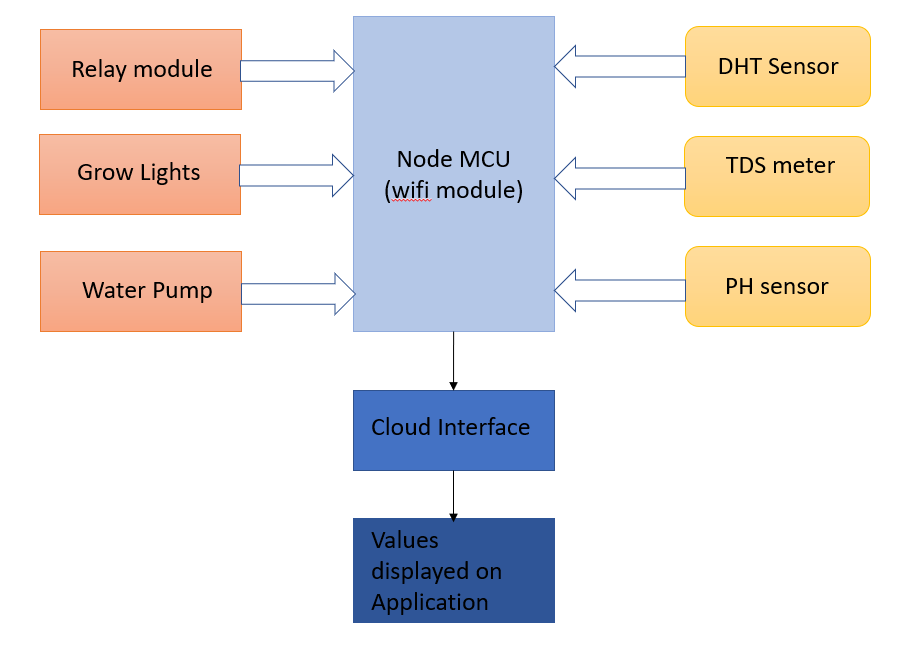 Relay module
DHT Sensor
Node MCU
(wifi module)
Grow Lights
TDS meter
Water Pump
PH sensor
Cloud Interface
Values
displayed on
Application